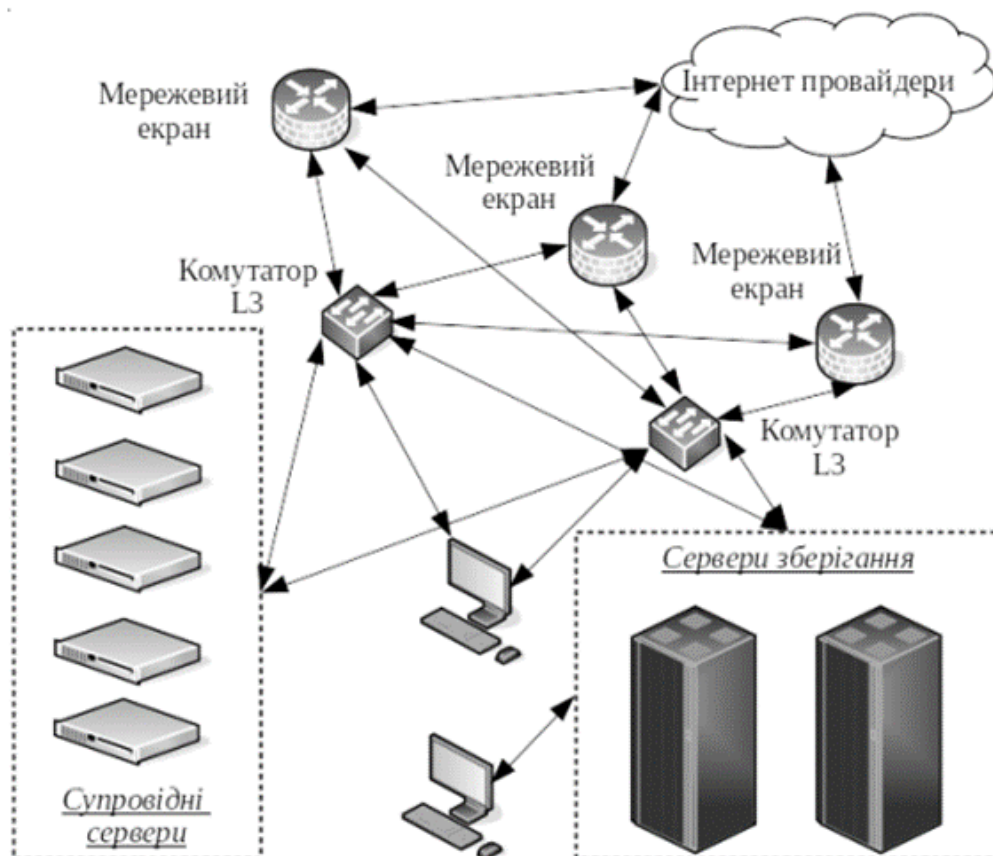 Інтернет провайдери
Мережевий
екран
Мережевий
екран
Мережевий
екран
Комутатор
L3
Комутатор
L3
Сервери зберігання
Супровідні
сервери